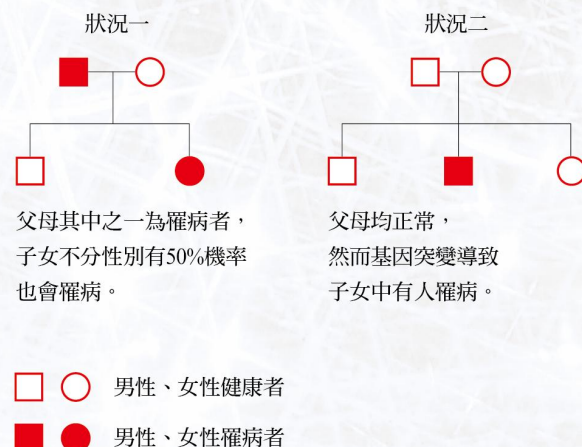 狀況一
父母其中之一為罹病者，
子女不分性別有50%機率
也會罹病。
狀況二
父母均正常，
然而基因突變導致
子女中有人罹病。
男性、女性健康者
男性、女性罹病者